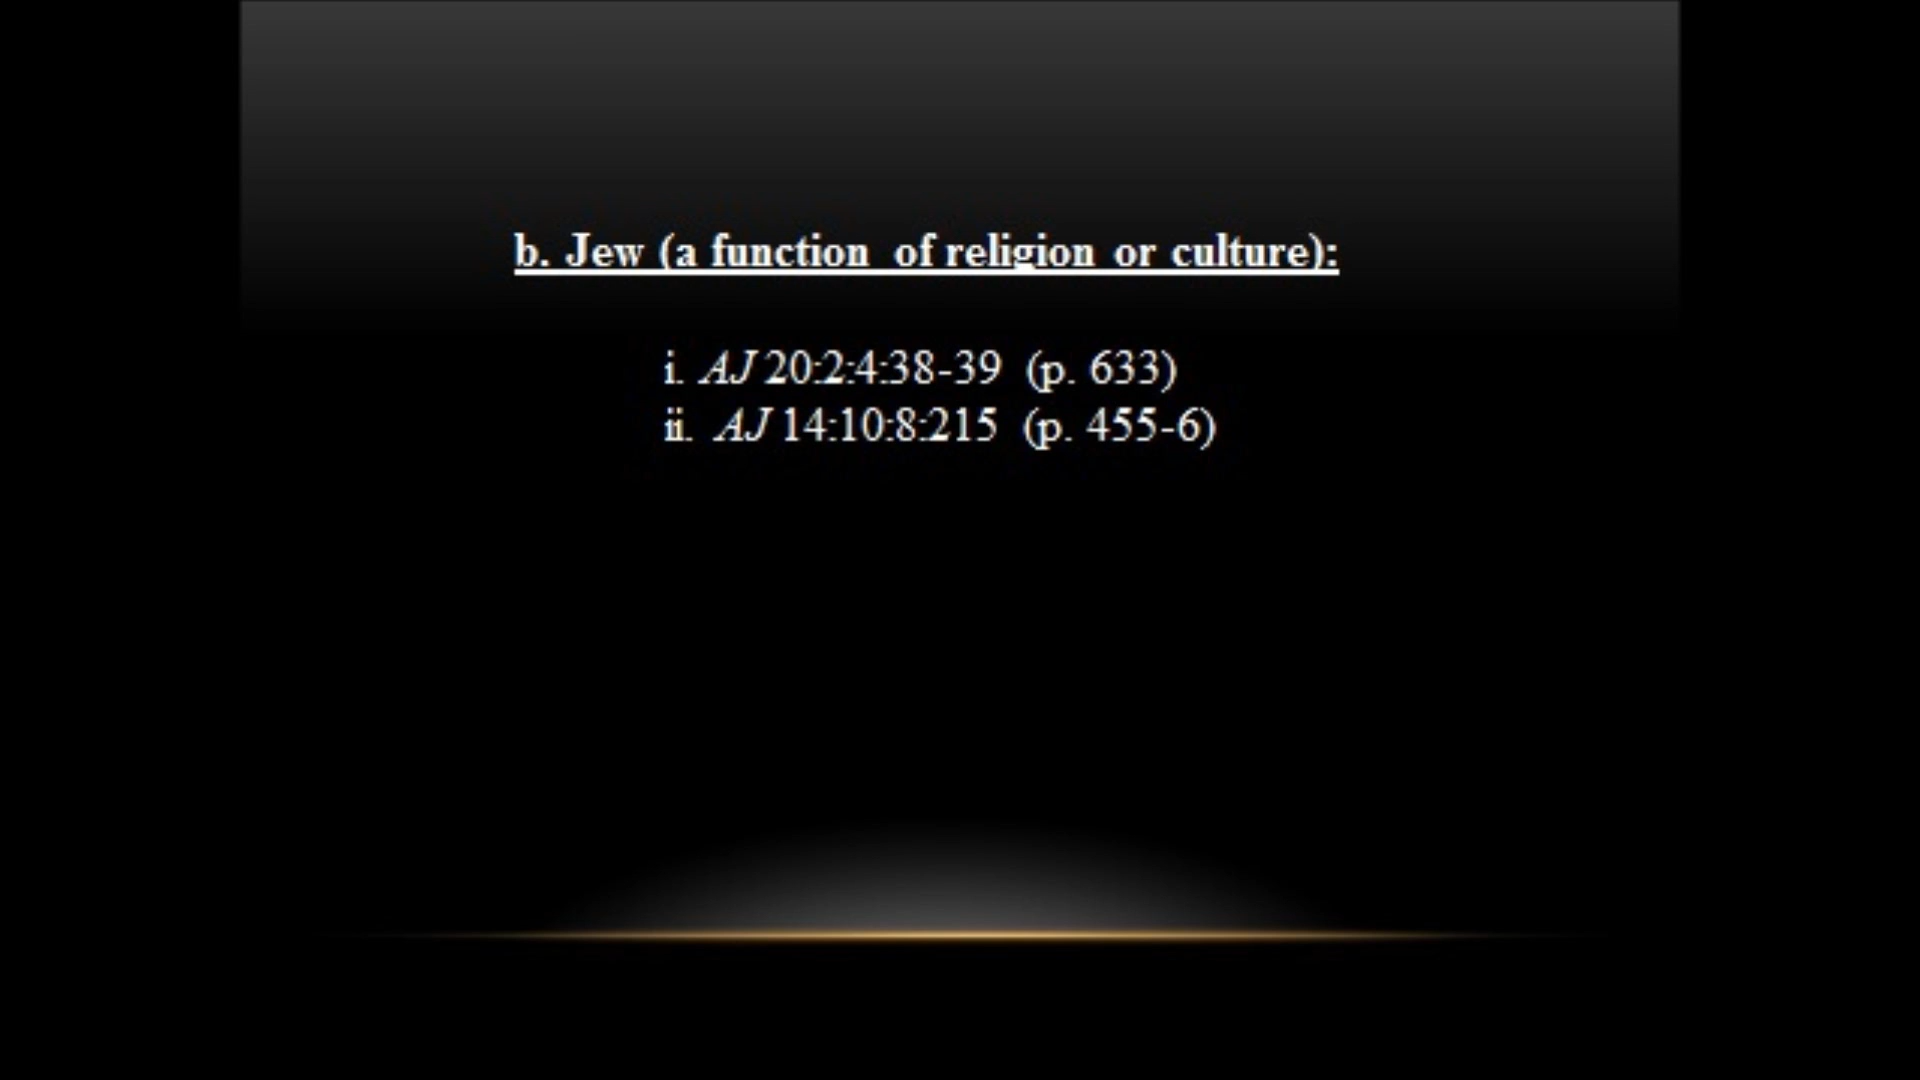 b. Jew (a function of religion or culture):
i. AJ 20:2:4:38-39 (p. 633)
ii. AJ 14:10:8:215 (p. 455-6)